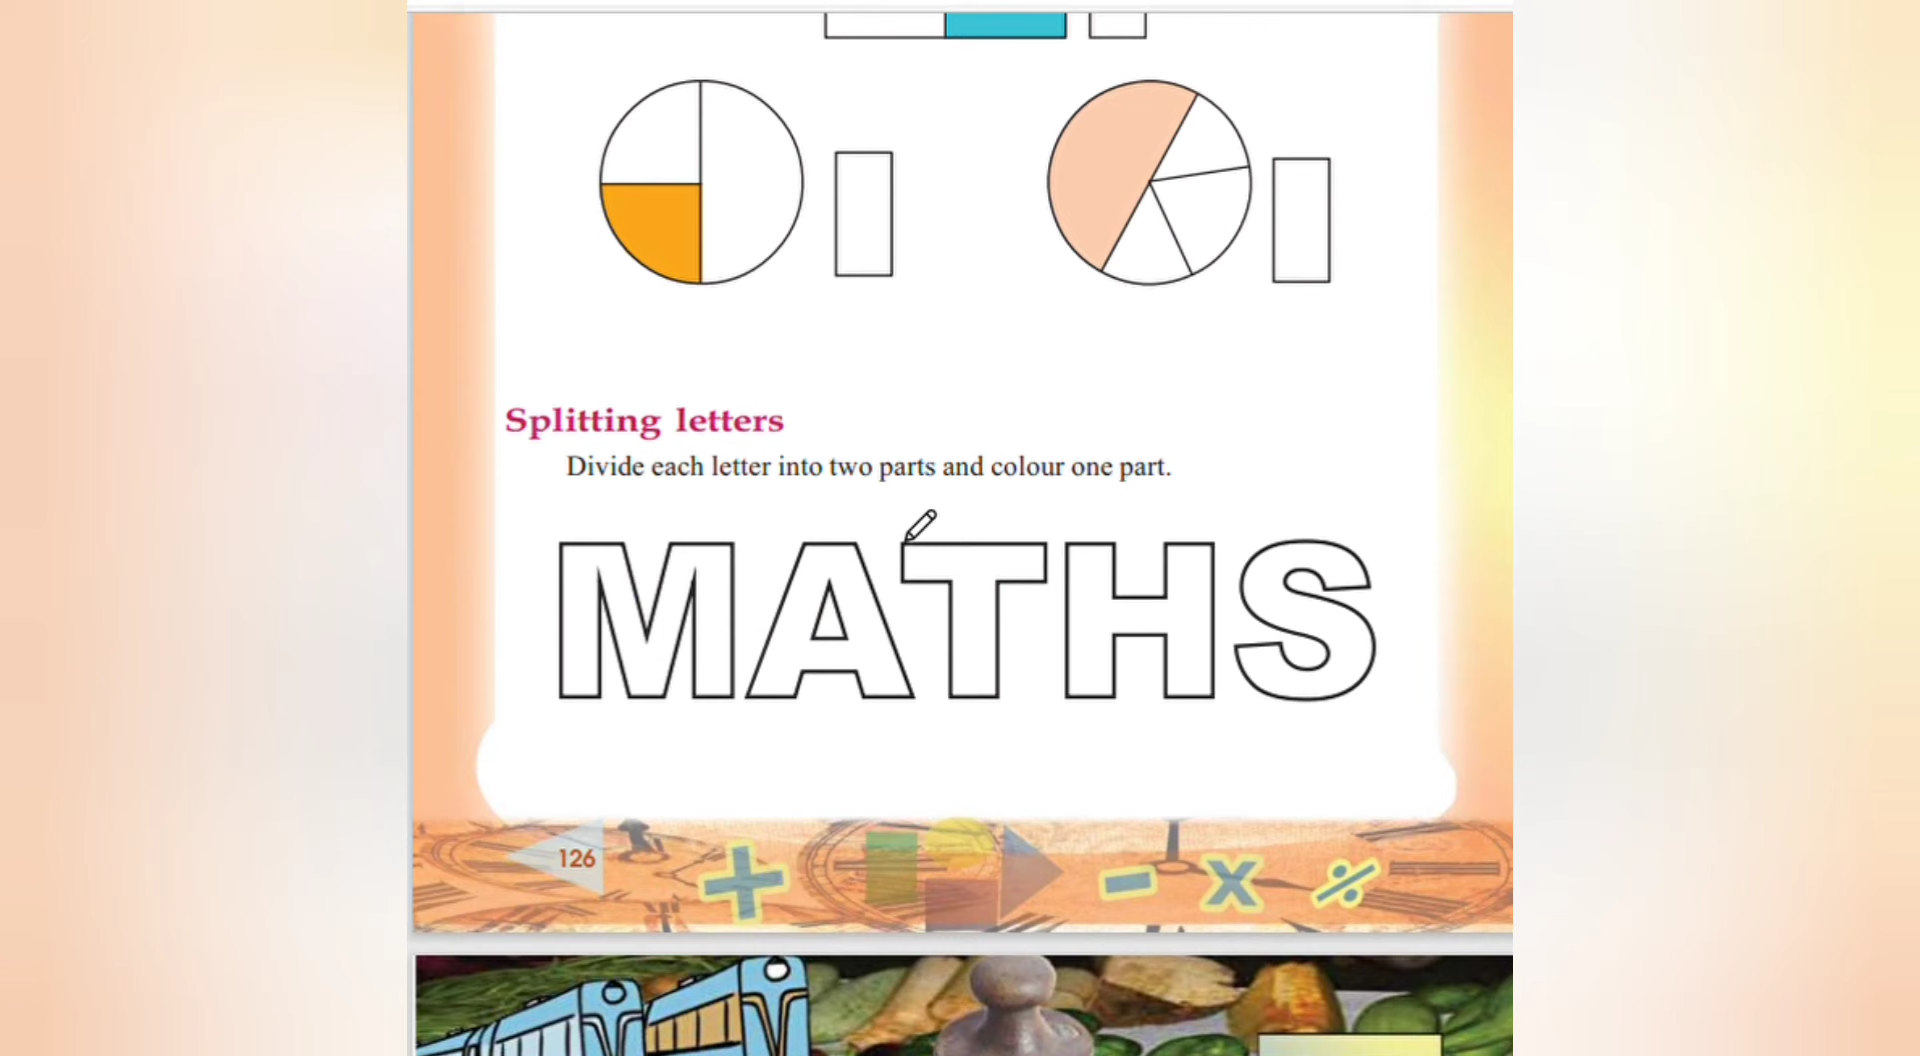 Splitting letters
Divide each letter into two parts and colour one part.
MATHS
126
+ - x ÷